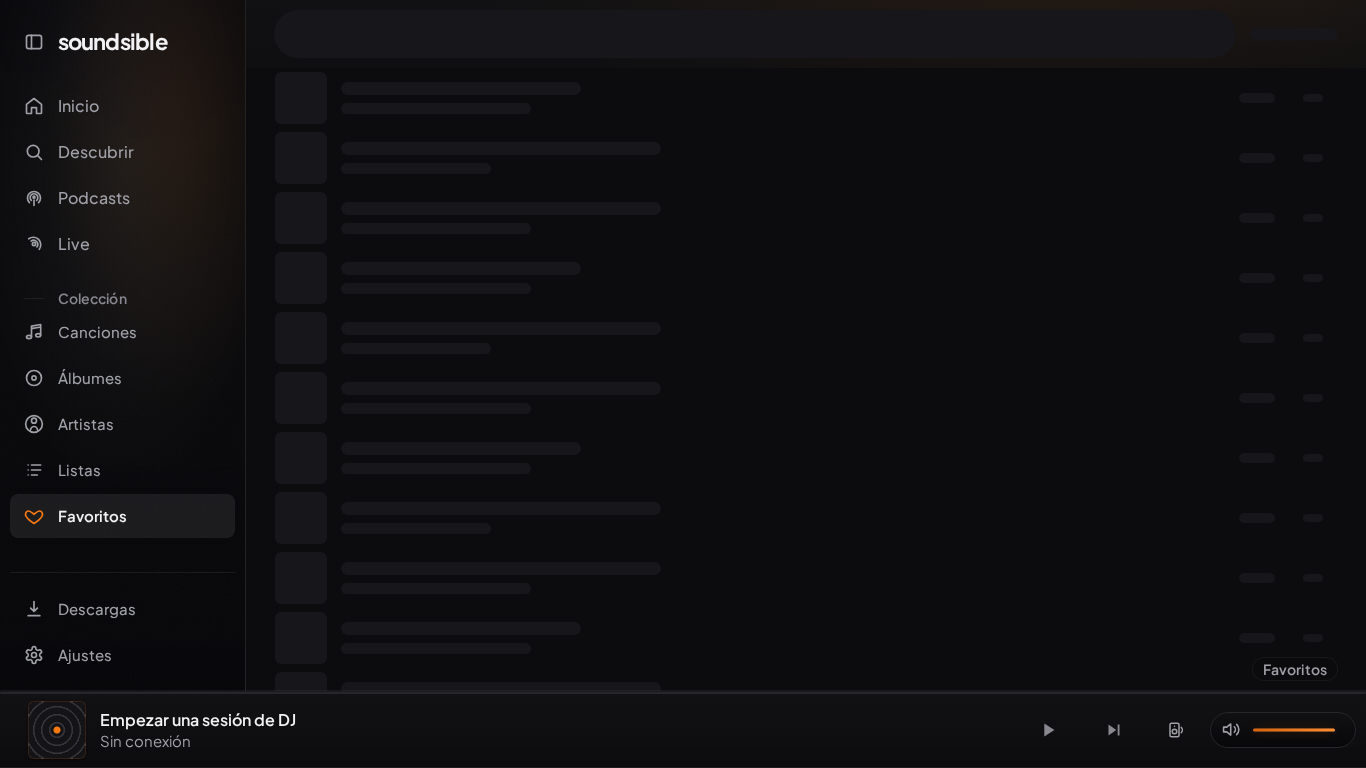 soundsible
Inicio
Descubrir
Podcasts
Live
Colección
Canciones
Álbumes
Artistas
Listas
Favoritos
Descargas
Ajustes
Favoritos
Empezar una sesión de DJ
Sin conexión